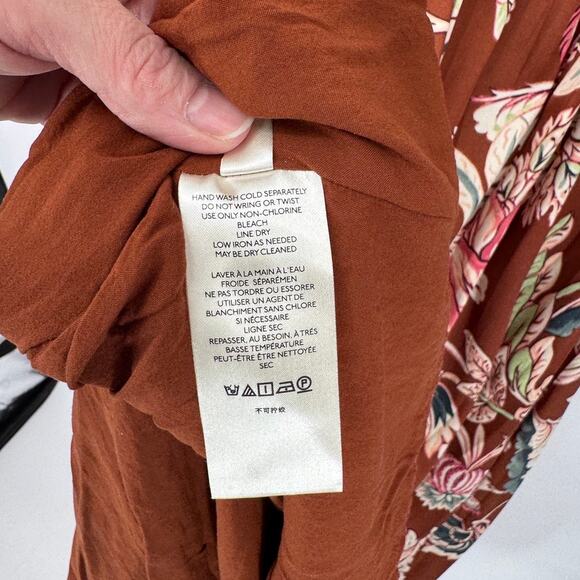 HAND WASH COLD SEPARATELY
DO NOT WRING OR TWIST
USE ONLY NON-CHLORINE
BLEACH
LINE DRY
LOW IRON AS NEEDED
MAY BE DRY CLEANED
LAVER À LA MAIN À L'EAU
FROIDE SÉPARÉMEN
NE PAS TORDRE OU ESSORER
UTILISER UN AGENT DE
BLANCHIMENT SANS CHLORE
SI NÉCESSAIRE
LIGNE SEC
REPASSER, AU BESOIN, À TRÉS
BASSE TEMPÉRATURE
PEUT-ÊTRE ÊTRE NETTOYÉE
SEC
不可拧绞